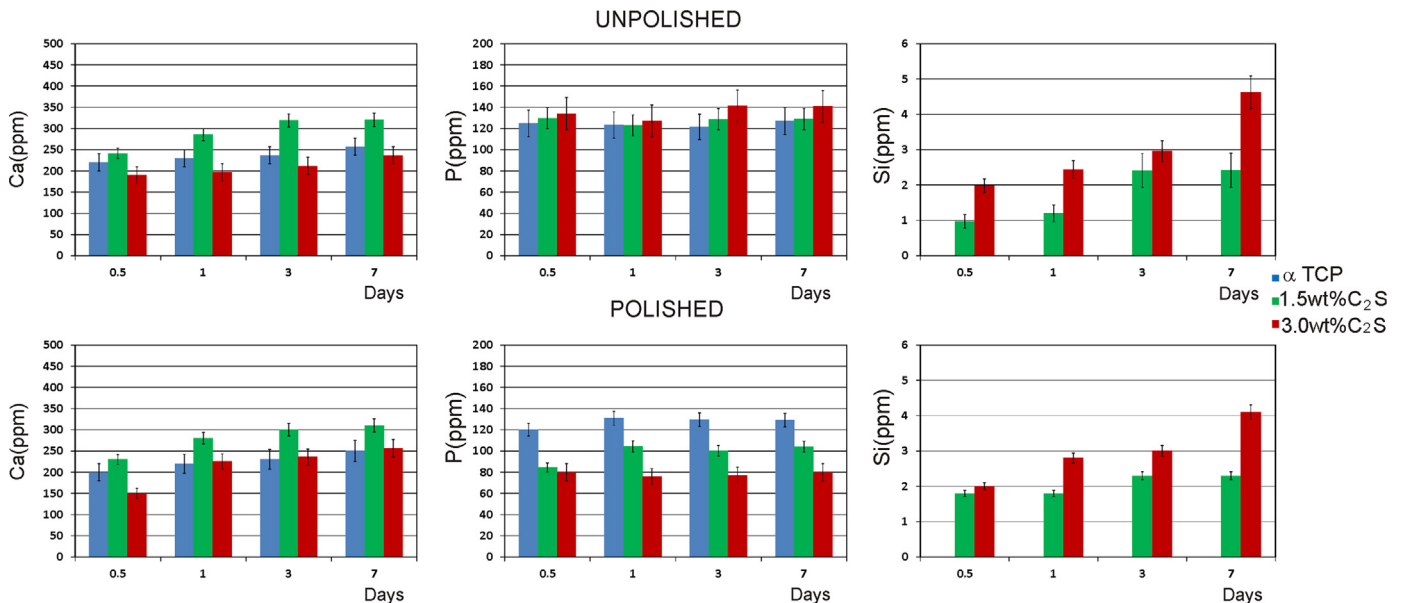 UNPOLISHED
Ca(ppm)
500
450
400
350
300
250
200
150
100
50
0
0.5 1 3 7
Days
P(ppm)
200
180
160
140
120
100
80
60
40
20
0
0.5 1 3 7
Days
Si(ppm)
6
5
4
3
2
1
0
0.5 1 3 7
Days
α TCP
1.5wt%C₂S
3.0wt%C₂S
POLISHED
Ca(ppm)
500
450
400
350
300
250
200
150
100
50
0
0.5 1 3 7
Days
P(ppm)
200
180
160
140
120
100
80
60
40
20
0
0.5 1 3 7
Days
Si(ppm)
6
5
4
3
2
1
0
0.5 1 3 7
Days